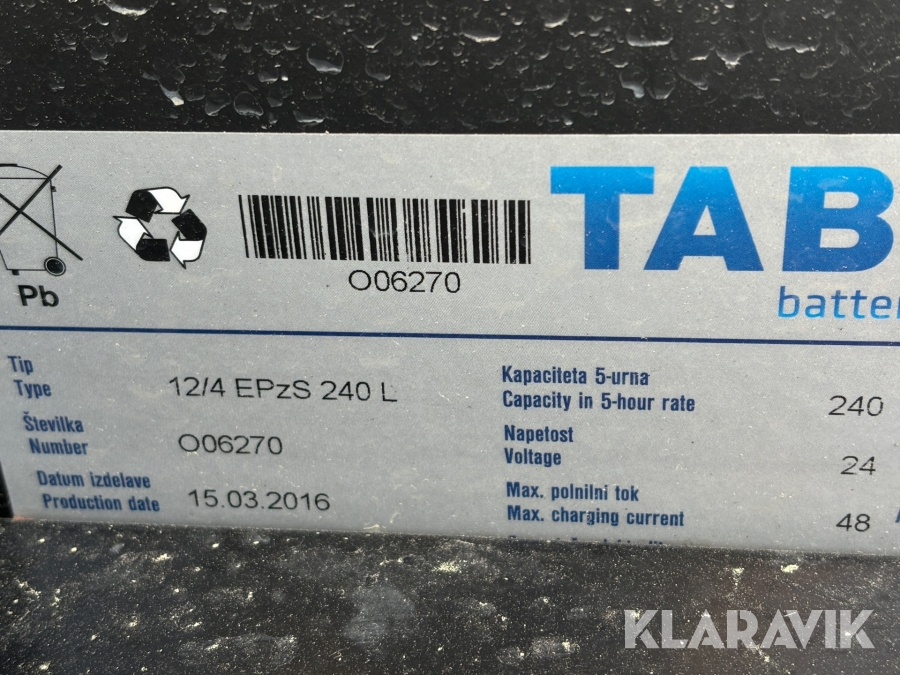 Pb
O06270
TAB
Tip
Type
12/4 EPzS 240 L
Številka
Number
O06270
Datum izdelave
Production date
15.03.2016
Kapaciteta 5-urna
Capacity in 5-hour rate
240
Napetost
Voltage
24
Max. polnilni tok
Max. charging current
48
KLARAVIK